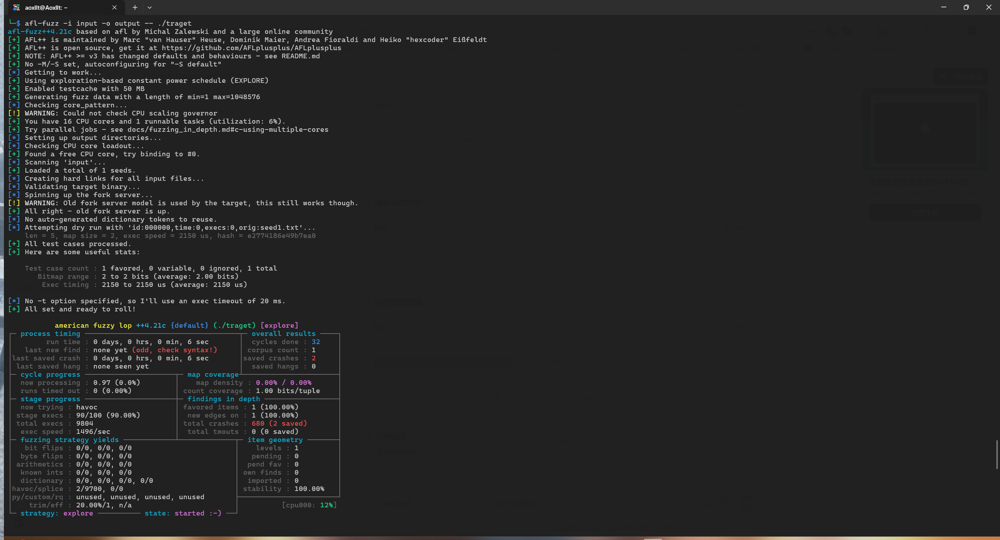 aoxllt@Aoxllt: ~
└─$ afl-fuzz -i input -o output -- ./traget
afl-fuzz++4.21c based on afl by Michal Zalewski and a large online community
[+] AFL++ is maintained by Marc "van Hauser" Heuse, Dominik Maier, Andrea Fioraldi and Heiko "hexcoder" Eißfeldt
[+] AFL++ is open source, get it at https://github.com/AFLplusplus/AFLplusplus
[+] NOTE: AFL++ >= v3 has changed defaults and behaviours - see README.md
[+] No -M/-S set, autoconfiguring for "-S default"
[*] Getting to work...
[+] Using exploration-based constant power schedule (EXPLORE)
[+] Enabled testcache with 50 MB
[+] Generating fuzz data with a length of min=1 max=1048576
[*] Checking core_pattern...
[!] WARNING: Could not check CPU scaling governor
[+] You have 16 CPU cores and 1 runnable tasks (utilization: 6%).
[+] Try parallel jobs - see docs/fuzzing_in_depth.md#c-using-multiple-cores
[*] Setting up output directories...
[*] Checking CPU core loadout...
[+] Found a free CPU core, try binding to #0.
[*] Scanning 'input'...
[+] Loaded a total of 1 seeds.
[*] Creating hard links for all input files...
[*] Validating target binary...
[*] Spinning up the fork server...
[!] WARNING: Old fork server model is used by the target, this still works though.
[+] All right - old fork server is up.
[*] No auto-generated dictionary tokens to reuse.
[*] Attempting dry run with 'id:000000,time:0,execs:0,orig:seed1.txt'...
len = 5, map size = 2, exec speed = 2150 us, hash = e2774186e49b7ea0
[+] All test cases processed.
[+] Here are some useful stats:
Test case count : 1 favored, 0 variable, 0 ignored, 1 total
Bitmap range : 2 to 2 bits (average: 2.00 bits)
Exec timing : 2150 to 2150 us (average: 2150 us)
[*] No -t option specified, so I'll use an exec timeout of 20 ms.
[+] All set and ready to roll!
american fuzzy lop ++4.21c {default} (./traget) [explore]
process timing overall results
run time : 0 days, 0 hrs, 0 min, 6 sec cycles done : 32
last new find : none yet (odd, check syntax!) corpus count : 1
last saved crash : 0 days, 0 hrs, 0 min, 6 sec saved crashes : 2
last saved hang : none seen yet saved hangs : 0
cycle progress map coverage
now processing : 0.97 (0.0%) map density : 0.00% / 0.00%
runs timed out : 0 (0.00%) count coverage : 1.00 bits/tuple
stage progress findings in depth
now trying : havoc favored items : 1 (100.00%)
stage execs : 90/100 (90.00%) new edges on : 1 (100.00%)
total execs : 9804 total crashes : 680 (2 saved)
exec speed : 1496/sec total tmouts : 0 (0 saved)
fuzzing strategy yields item geometry
bit flips : 0/0, 0/0, 0/0 levels : 1
byte flips : 0/0, 0/0, 0/0 pending : 0
arithmetics : 0/0, 0/0, 0/0 pend fav : 0
known ints : 0/0, 0/0, 0/0 own finds : 0
dictionary : 0/0, 0/0, 0/0, 0/0 imported : 0
havoc/splice : 2/9700, 0/0 stability : 100.00%
py/custom/rq : unused, unused, unused, unused
trim/eff : 20.00%/1, n/a [cpu000: 12%]
strategy: explore state: started :-)